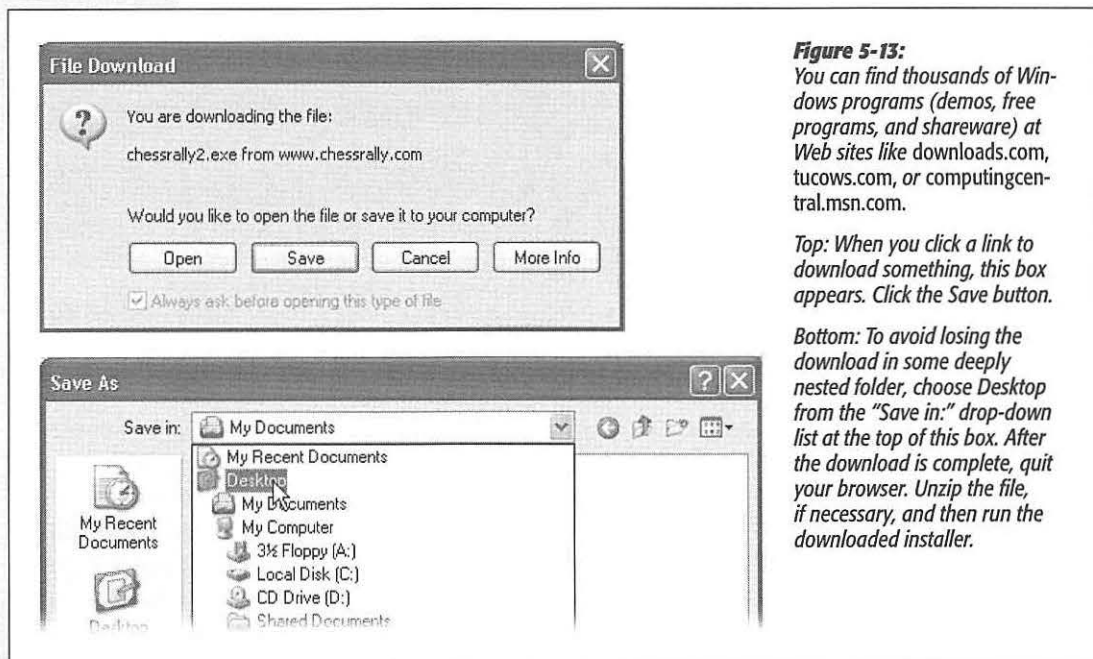 File Download
You are downloading the file:
chessrally2.exe from www.chessrally.com
Would you like to open the file or save it to your computer?
Open
Save
Cancel
More Info
Always ask before opening this type of file
Save As
Save in:
My Documents
My Recent Documents
Desktop
My Documents
My Computer
3½ Floppy (A:)
Local Disk (C:)
CD Drive (D:)
Shared Documents
My Recent
Documents
Desktop
Figure 5-13:
You can find thousands of Win-
dows programs (demos, free
programs, and shareware) at
Web sites like downloads.com,
tucows.com, or computingcen-
tral.msn.com.
Top: When you click a link to
download something, this box
appears. Click the Save button.
Bottom: To avoid losing the
download in some deeply
nested folder, choose Desktop
from the “Save in:” drop-down
list at the top of this box. After
the download is complete, quit
your browser. Unzip the file,
if necessary, and then run the
downloaded installer.